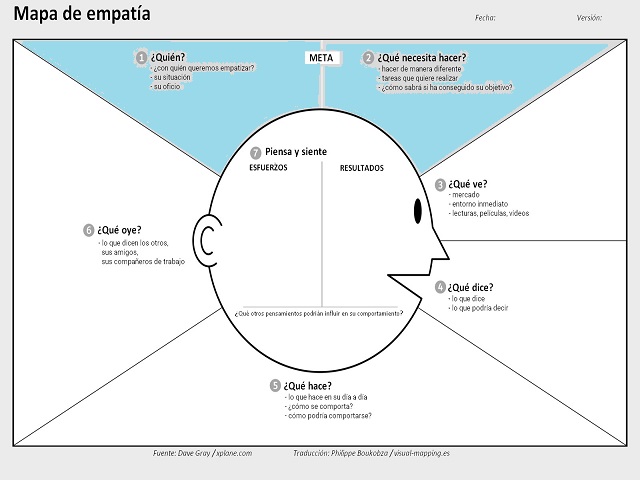 Mapa de empatía
Fecha:
Versión:
META
1 ¿Quién?
- ¿con quién queremos empatizar?
- su situación
- su oficio
2 ¿Qué necesita hacer?
- hacer de manera diferente
- tareas que quiere realizar
- ¿cómo sabrá si ha conseguido su objetivo?
7 Piensa y siente
ESFUERZOS
RESULTADOS
3 ¿Qué ve?
- mercado
- entorno inmediato
- lecturas, películas, vídeos
6 ¿Qué oye?
- lo que dicen los otros,
sus amigos,
sus compañeros de trabajo
4 ¿Qué dice?
- lo que dice
- lo que podría decir
¿Qué otros pensamientos podrían influir en su comportamiento?
5 ¿Qué hace?
- lo que hace en su día a día
- ¿cómo se comporta?
- cómo podría comportarse?
Fuente: Dave Gray / xplane.com
Traducción: Philippe Boukobza / visual-mapping.es